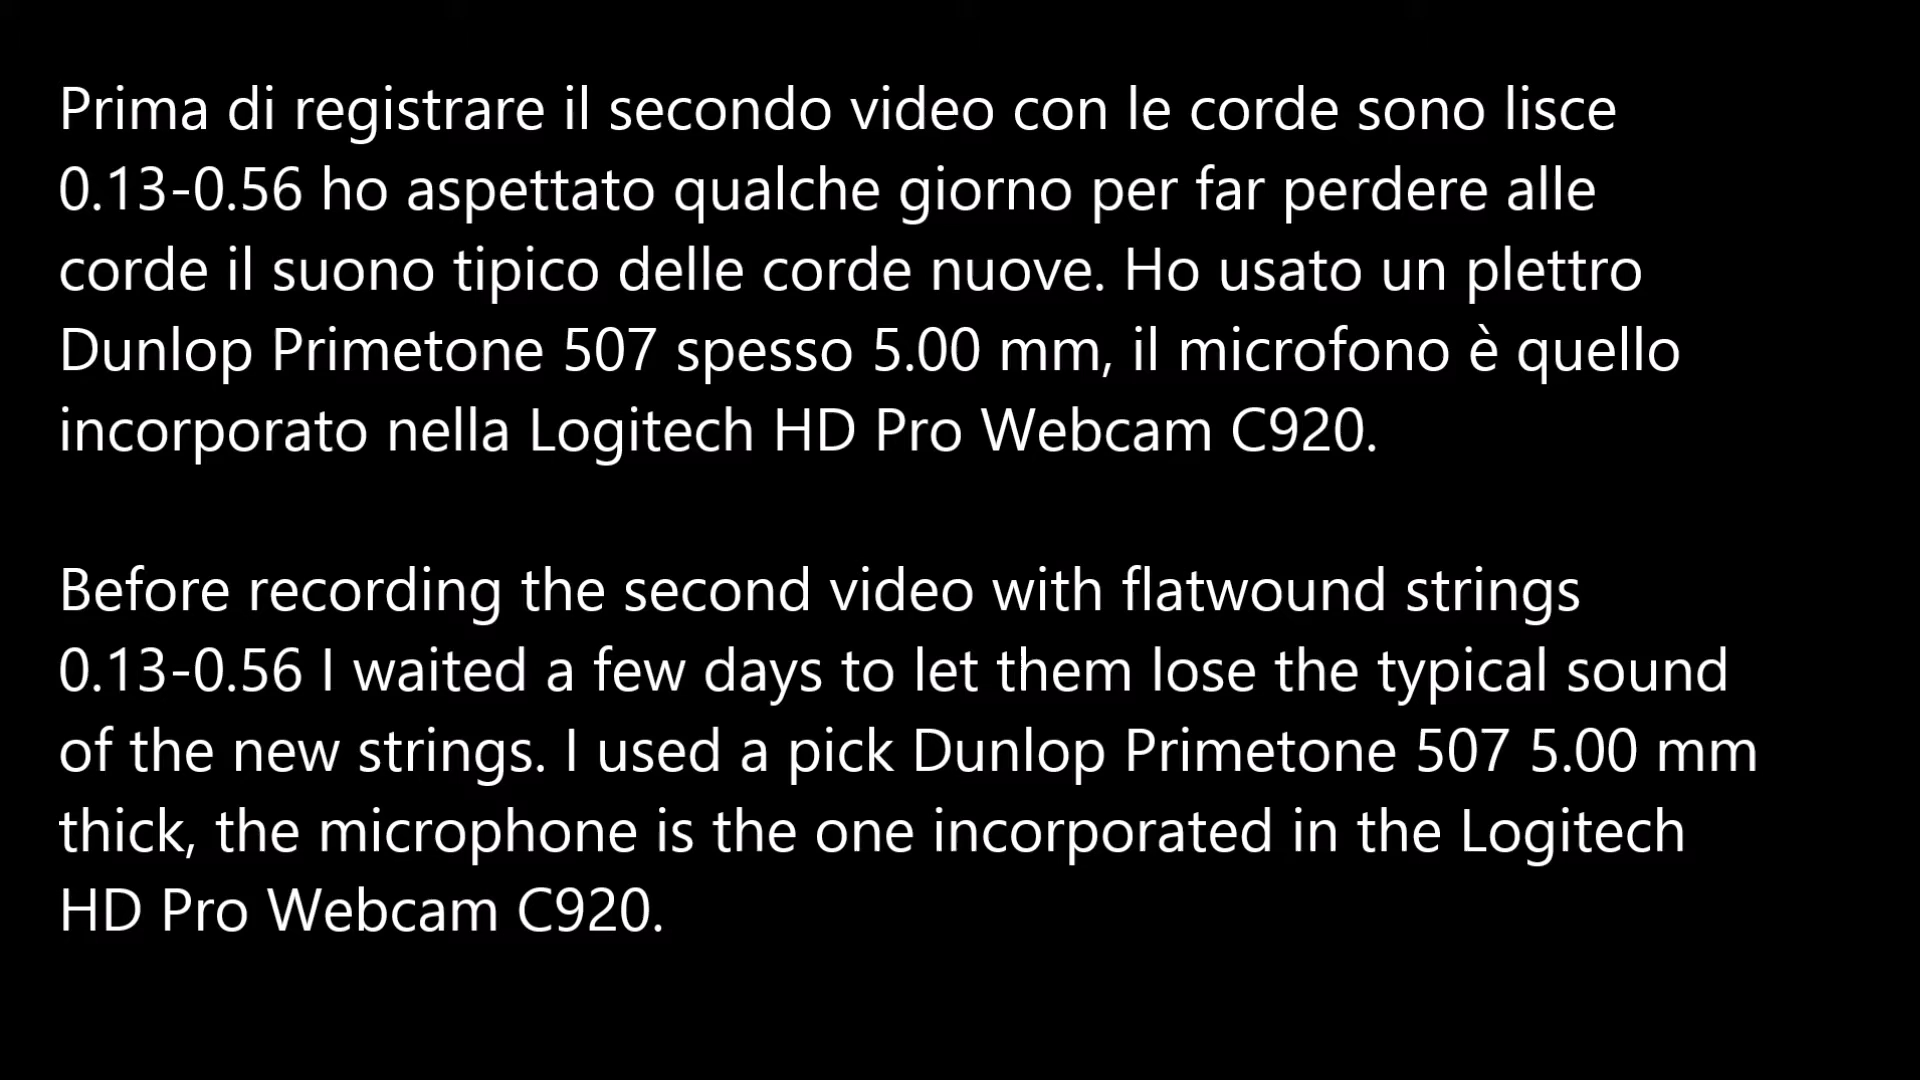 Prima di registrare il secondo video con le corde sono lisce
0.13-0.56 ho aspettato qualche giorno per far perdere alle
corde il suono tipico delle corde nuove. Ho usato un plettro
Dunlop Primetone 507 spesso 5.00 mm, il microfono è quello
incorporato nella Logitech HD Pro Webcam C920.
Before recording the second video with flatwound strings
0.13-0.56 I waited a few days to let them lose the typical sound
of the new strings. I used a pick Dunlop Primetone 507 5.00 mm
thick, the microphone is the one incorporated in the Logitech
HD Pro Webcam C920.